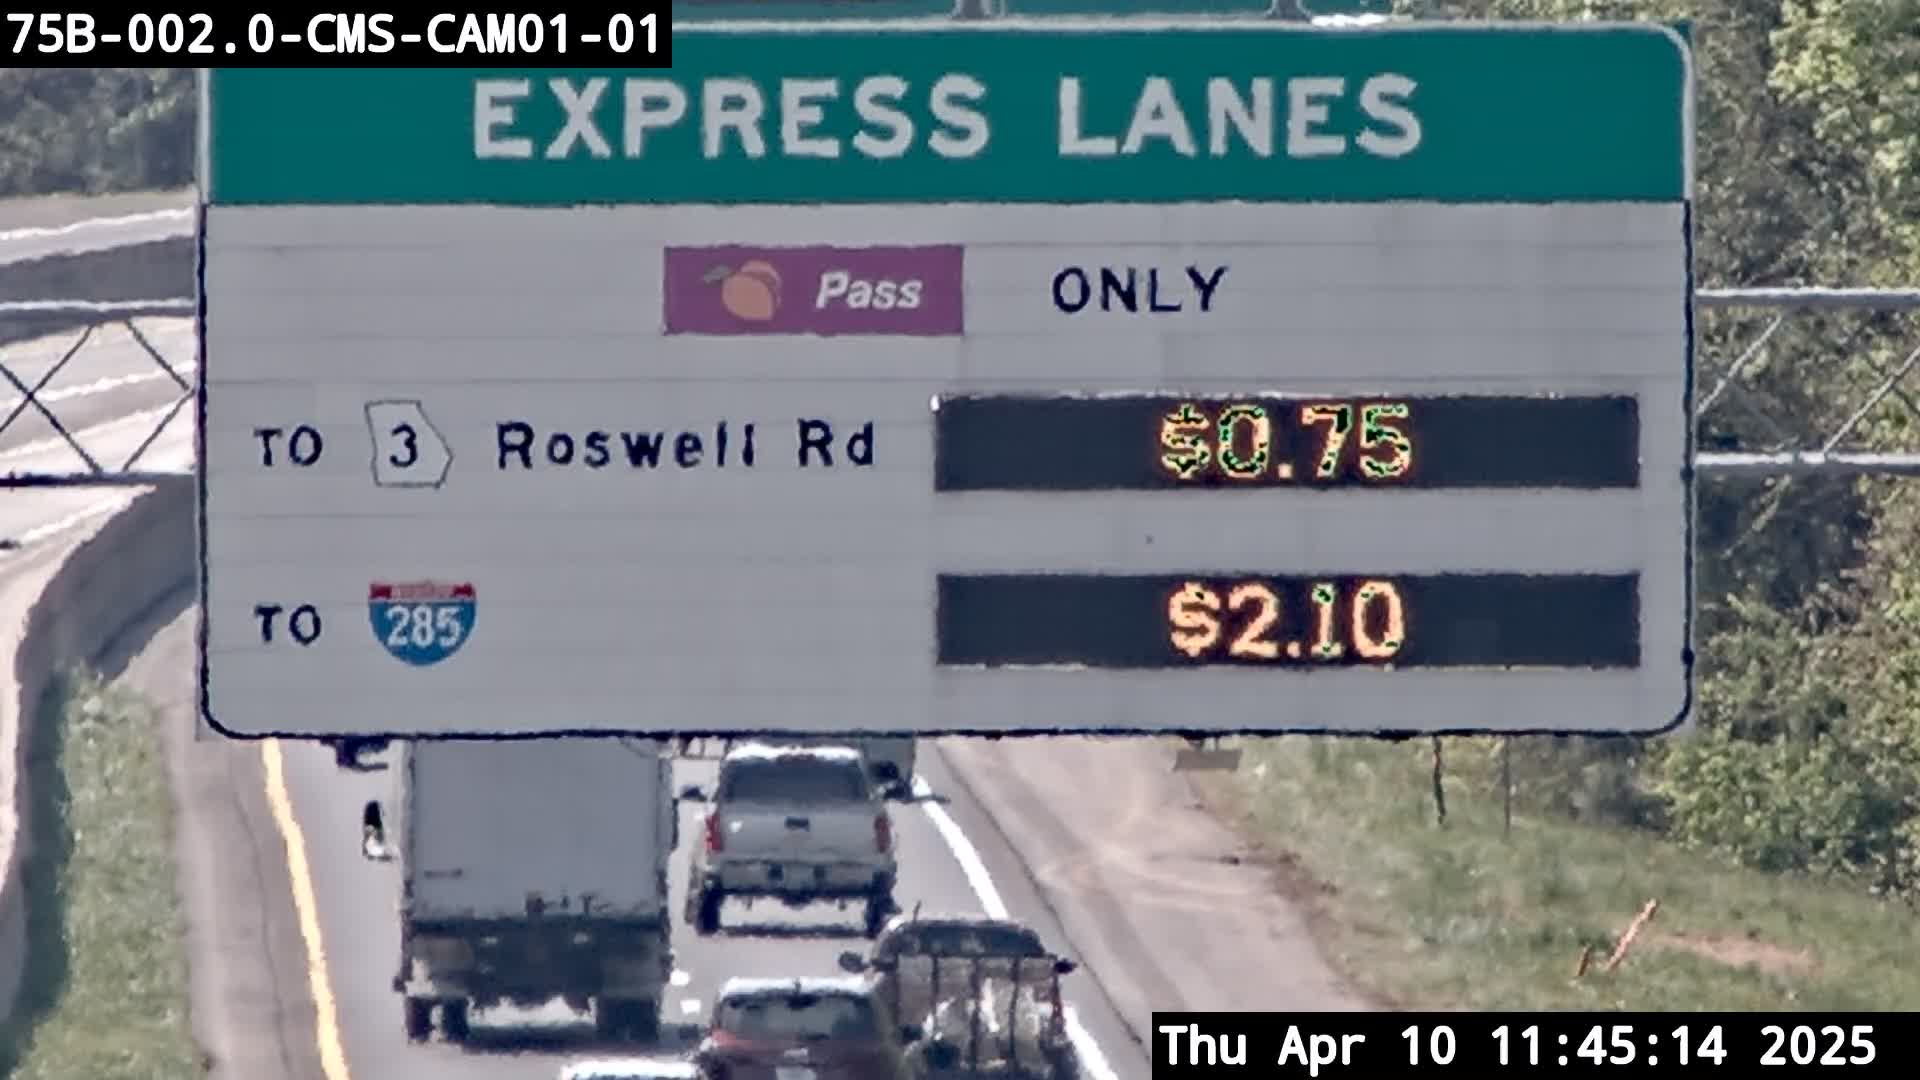 75B-002.0-CMS-CAM01-01
EXPRESS LANES
Pass ONLY
TO 3 Roswell Rd $0.75
TO 285 $2.10
Thu Apr 10 11:45:14 2025